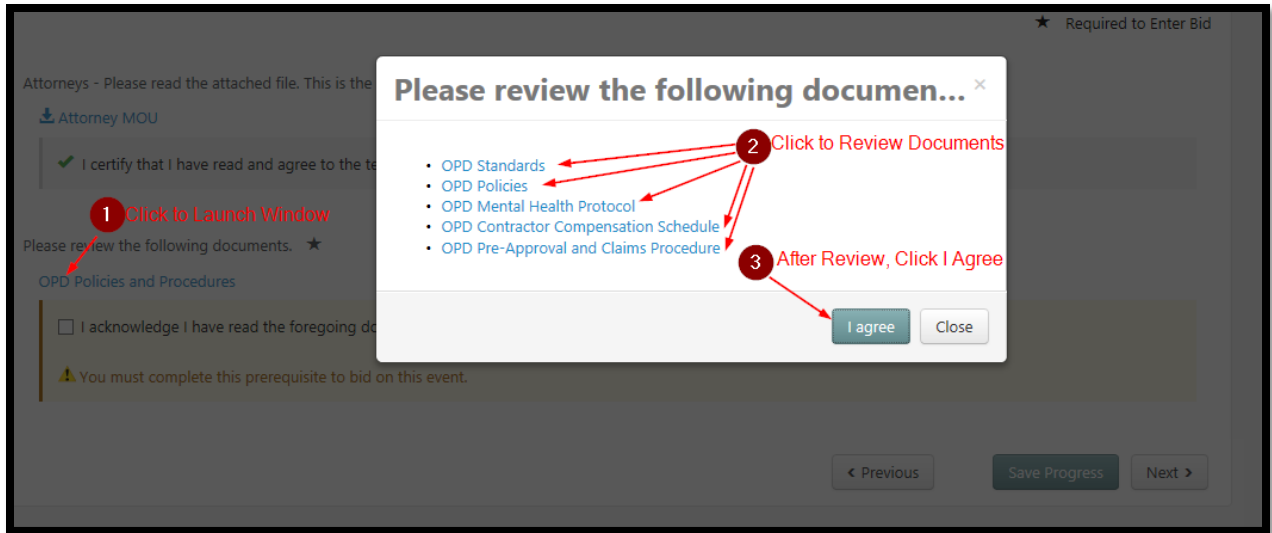 ★ Required to Enter Bid
Attorneys - Please read the attached file. This is the
Please review the following documen... ×
Attorney MOU
✔ I certify that I have read and agree to the te
2 Click to Review Documents
• OPD Standards
• OPD Policies
• OPD Mental Health Protocol
• OPD Contractor Compensation Schedule
• OPD Pre-Approval and Claims Procedure
1 Click to Launch Window
Please review the following documents. ★
3 After Review, Click I Agree
OPD Policies and Procedures
I acknowledge I have read the foregoing do
I agree
Close
You must complete this prerequisite to bid on this event.
< Previous
Save Progress
Next >